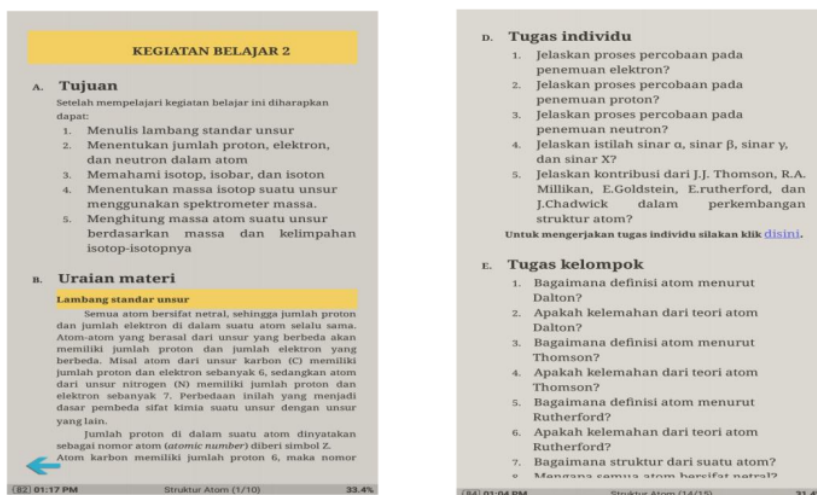 KEGIATAN BELAJAR 2
A. Tujuan
Setelah mempelajari kegiatan belajar ini diharapkan
dapat:
1. Menulis lambang standar unsur
2. Menentukan jumlah proton, elektron,
dan neutron dalam atom
3. Memahami isotop, isobar, dan isoton
4. Menentukan massa isotop suatu unsur
menggunakan spektrometer massa.
5. Menghitung massa atom suatu unsur
berdasarkan massa dan kelimpahan
isotop-isotopnya
B. Uraian materi
Lambang standar unsur
Semua atom bersifat netral, sehingga jumlah proton
dan jumlah elektron di dalam suatu atom selalu sama.
Atom-atom yang berasal dari unsur yang berbeda akan
memiliki jumlah proton dan jumlah elektron yang
berbeda. Misal atom dari unsur karbon (C) memiliki
jumlah proton dan elektron sebanyak 6, sedangkan atom
dari unsur nitrogen (N) memiliki jumlah proton dan
elektron sebanyak 7. Perbedaan inilah yang menjadi
dasar pembeda sifat kimia suatu unsur dengan unsur
yang lain.
Jumlah proton di dalam suatu atom dinyatakan
sebagai nomor atom (atomic number) diberi simbol Z.
Atom karbon memiliki jumlah proton 6, maka nomor
(82) 01:17 PM Struktur Atom (1/10) 33.4%
D. Tugas individu
1. Jelaskan proses percobaan pada
penemuan elektron?
2. Jelaskan proses percobaan pada
penemuan proton?
3. Jelaskan proses percobaan pada
penemuan neutron?
4. Jelaskan istilah sinar α, sinar β, sinar γ,
dan sinar X?
5. Jelaskan kontribusi dari J.J. Thomson, R.A.
Millikan, E.Goldstein, E.rutherford, dan
J.Chadwick dalam perkembangan
struktur atom?
Untuk mengerjakan tugas individu silakan klik disini.
E. Tugas kelompok
1. Bagaimana definisi atom menurut
Dalton?
2. Apakah kelemahan dari teori atom
Dalton?
3. Bagaimana definisi atom menurut
Thomson?
4. Apakah kelemahan dari teori atom
Thomson?
5. Bagaimana definisi atom menurut
Rutherford?
6. Apakah kelemahan dari teori atom
Rutherford?
7. Bagaimana struktur dari suatu atom?
8. Mengapa semua atom bersifat netral?
(84) 01:04 PM Struktur Atom (14/15) 31.4